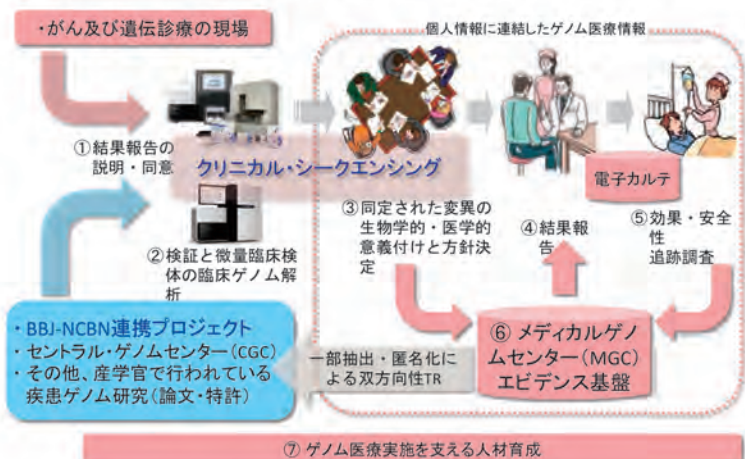 ・がん及び遺伝診療の現場
個人情報に連結したゲノム医療情報
①結果報告の
説明・同意
クリニカル・シークエンシング
電子カルテ
②検証と微量臨床検
体の臨床ゲノム解
析
③同定された変異の
生物学的・医学的
意義付けと方針決
定
④結果報
告
⑤効果・安全
性
追跡調査
・BBJ-NCBN連携プロジェクト
・セントラル・ゲノムセンター(CGC)
・その他、産学官で行われている
疾患ゲノム研究(論文・特許)
一部抽出・匿名化に
よる双方向性TR
⑥ メディカルゲノ
ムセンター(MGC)
エビデンス基盤
⑦ ゲノム医療実施を支える人材育成